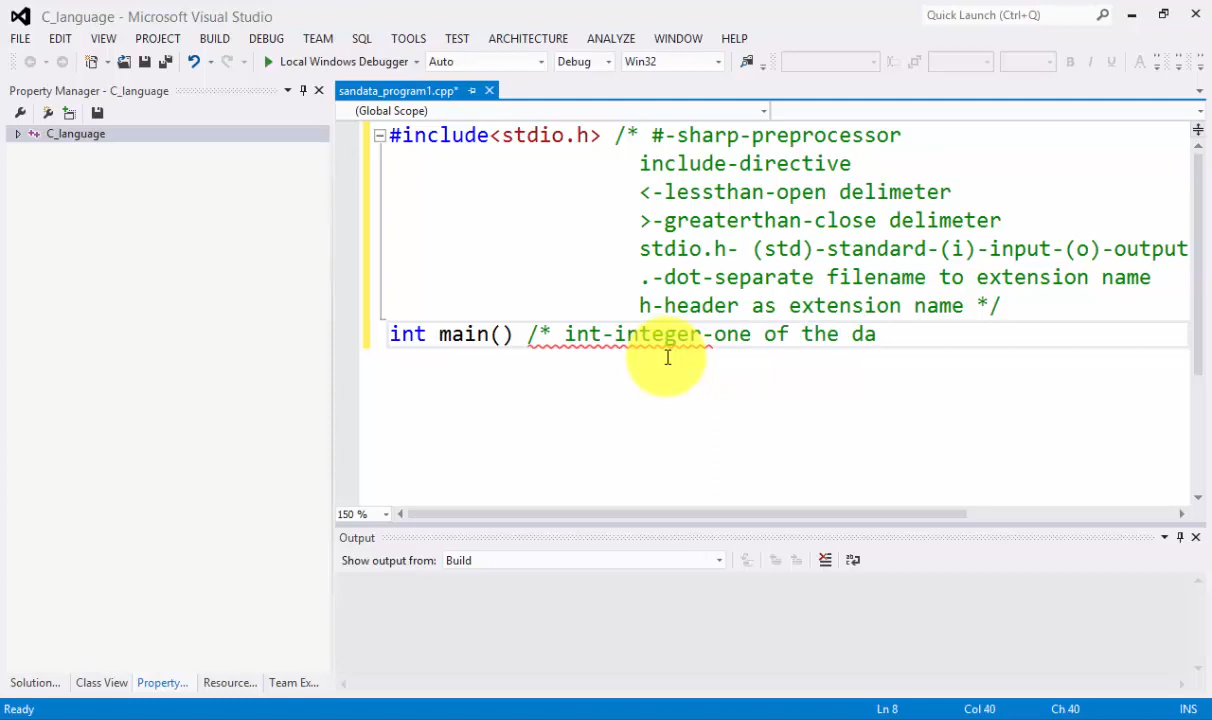 C_language - Microsoft Visual Studio
Quick Launch (Ctrl+Q)
FILE EDIT VIEW PROJECT BUILD DEBUG TEAM SQL TOOLS TEST ARCHITECTURE ANALYZE WINDOW HELP
Local Windows Debugger Auto Debug Win32
Property Manager - C_language
sandata_program1.cpp*
(Global Scope)
C_language
#include<stdio.h> /* #-sharp-preprocessor
include-directive
<-lessthan-open delimeter
>-greaterthan-close delimeter
stdio.h- (std)-standard-(i)-input-(o)-output
.-dot-separate filename to extension name
h-header as extension name */
int main() /* int-integer-one of the da
150 %
Output
Show output from: Build
Solution... Class View Property... Resource... Team Ex...
Ready Ln 8 Col 40 Ch 40 INS